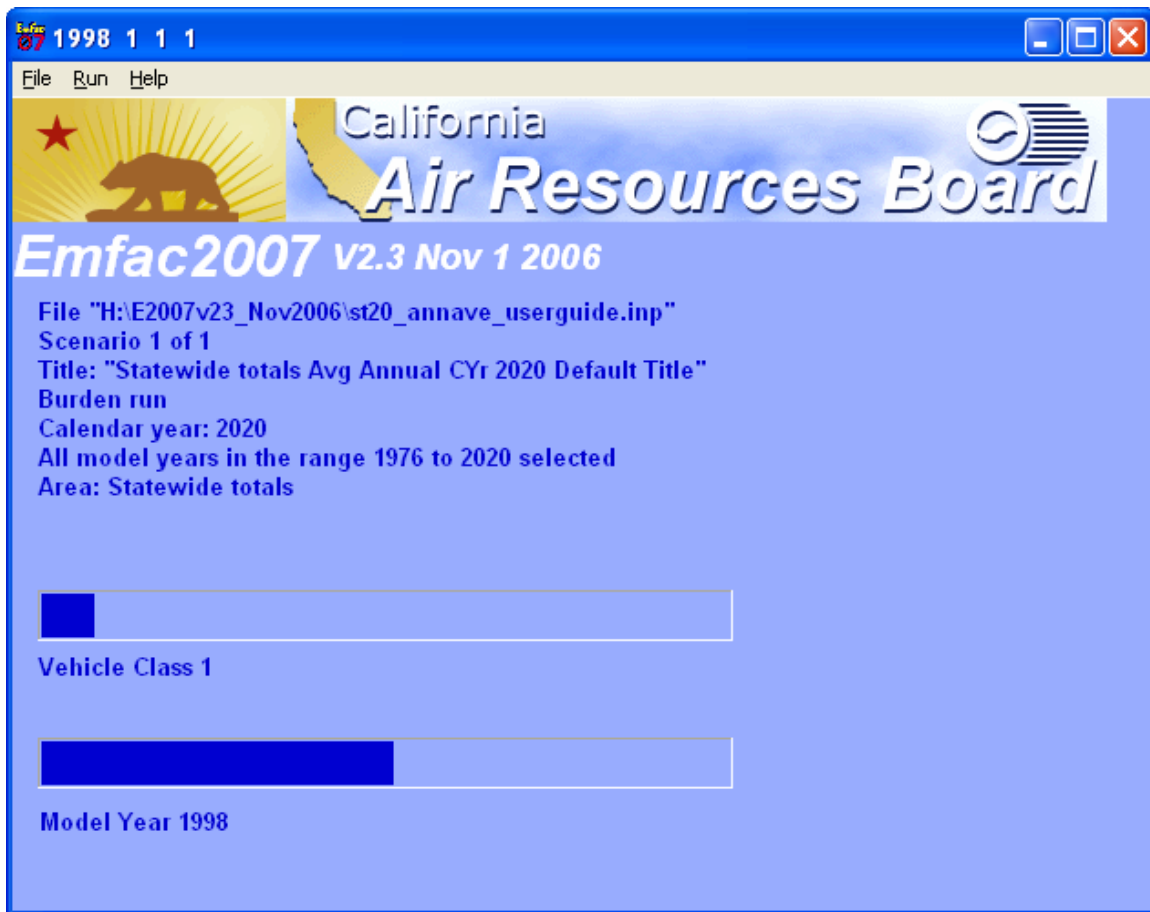 Emfac 07 1998 1 1 1
File Run Help
California
Air Resources Board
Emfac2007 V2.3 Nov 1 2006
File "H:\E2007v23_Nov2006\st20_annave_userguide.inp"
Scenario 1 of 1
Title: "Statewide totals Avg Annual CYr 2020 Default Title"
Burden run
Calendar year: 2020
All model years in the range 1976 to 2020 selected
Area: Statewide totals
Vehicle Class 1
Model Year 1998